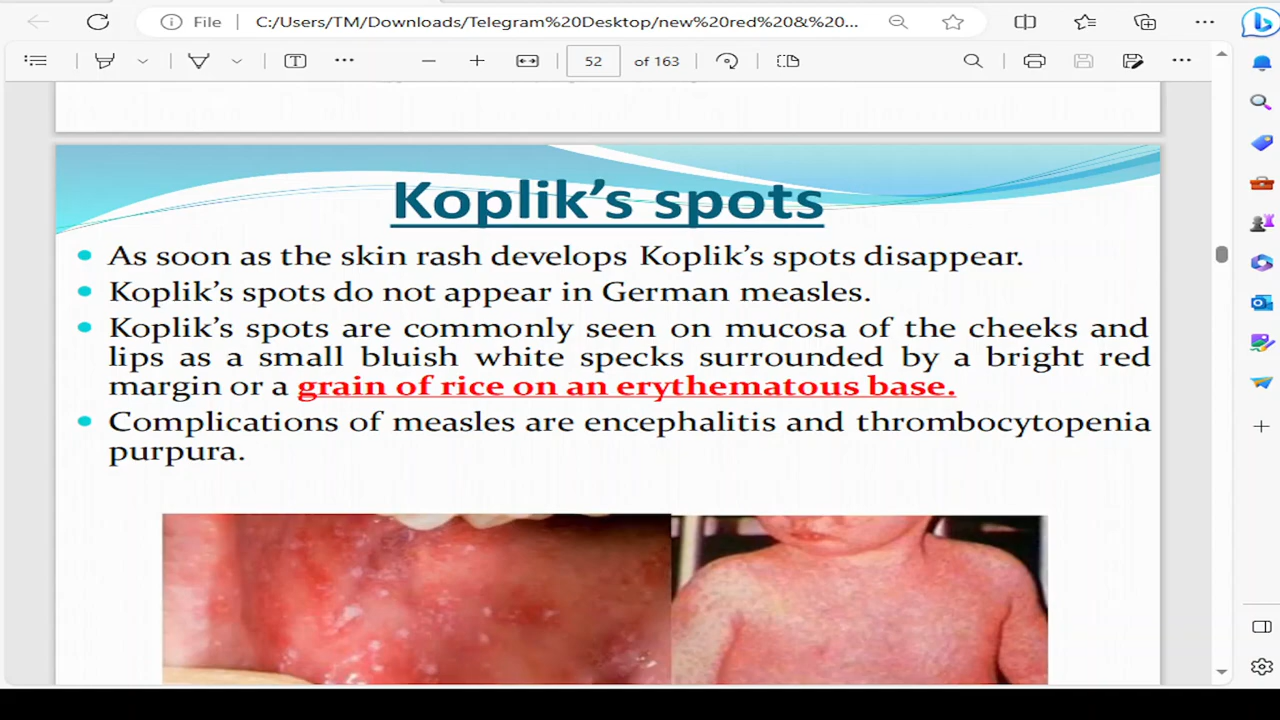 File
C:/Users/TM/Downloads/Telegram%20Desktop/new%20red%20&%20...
52 of 163
Koplik's spots
As soon as the skin rash develops Koplik's spots disappear.
Koplik's spots do not appear in German measles.
Koplik's spots are commonly seen on mucosa of the cheeks and
lips as a small bluish white specks surrounded by a bright red
margin or a grain of rice on an erythematous base.
Complications of measles are encephalitis and thrombocytopenia
purpura.